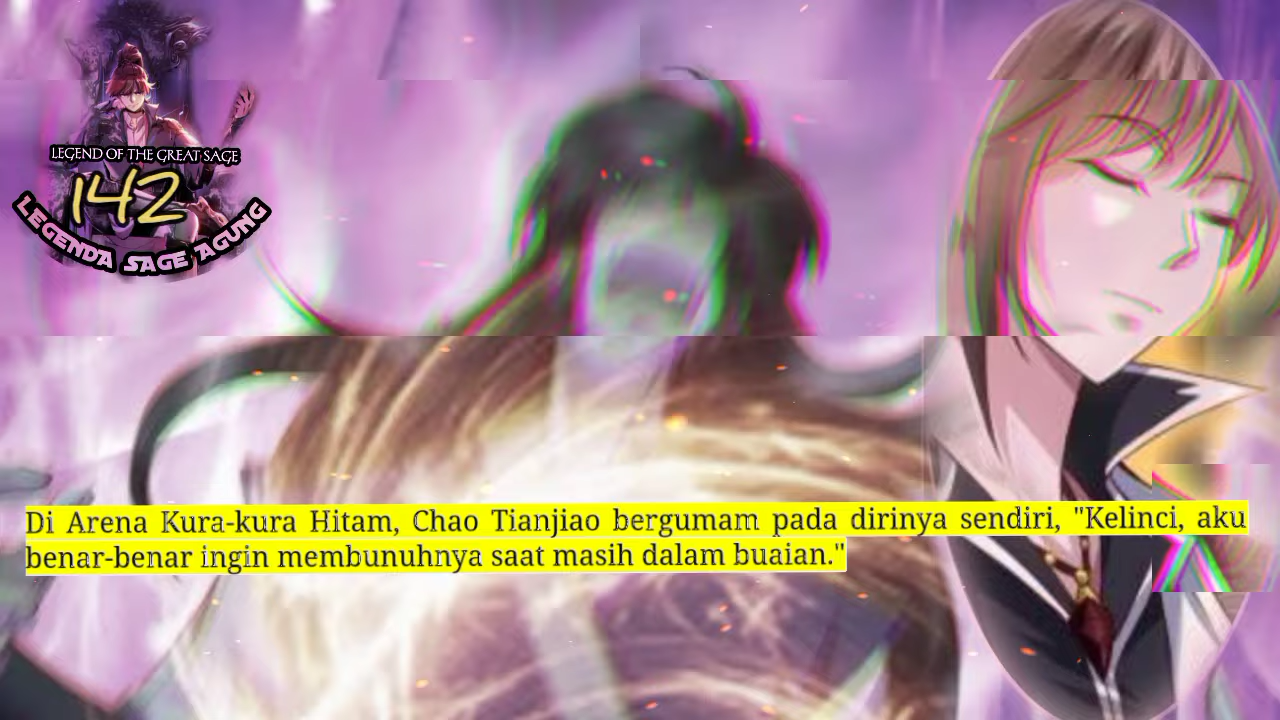 LEGEND OF THE GREAT SAGE
142
LEGENDA SAGE AGUNG
Di Arena Kura-kura Hitam, Chao Tianjiao bergumam pada dirinya sendiri, "Kelinci, aku
benar-benar ingin membunuhnya saat masih dalam buaian."